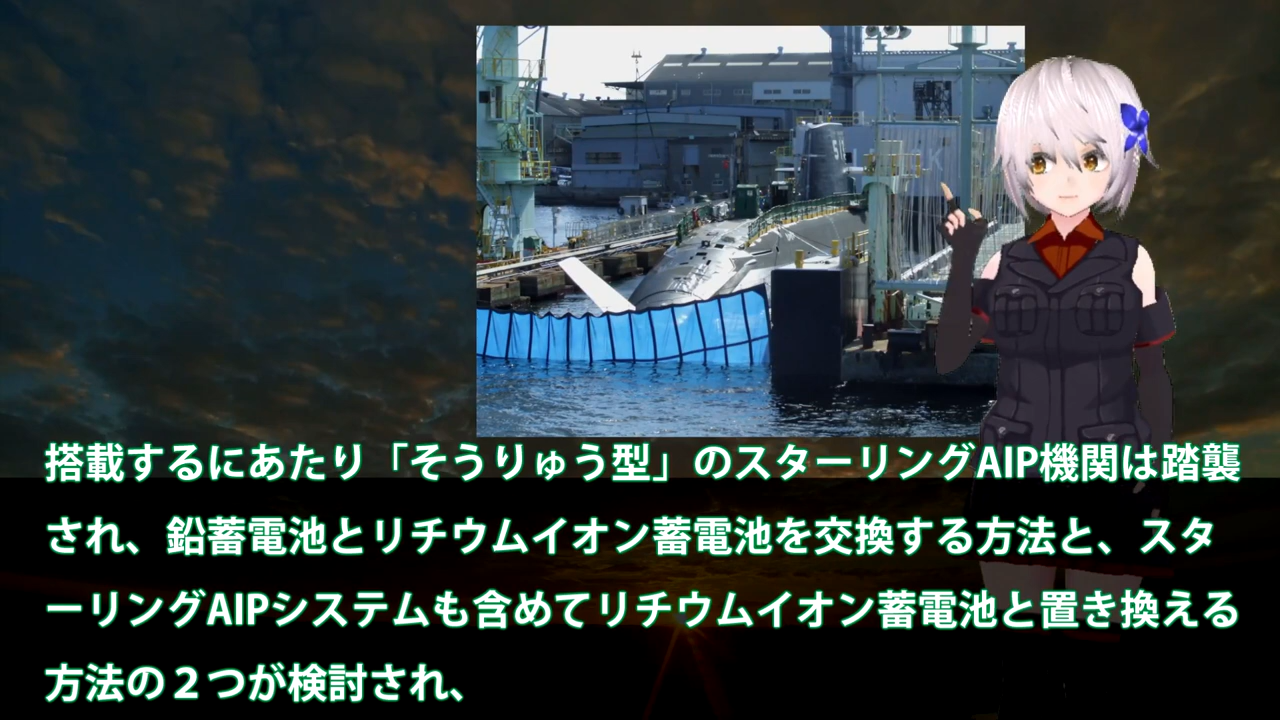 搭載するにあたり「そうりゅう型」のスターリングAIP機関は踏襲
され、鉛蓄電池とリチウムイオン蓄電池を交換する方法と、スタ
ーリングAIPシステムも含めてリチウムイオン蓄電池と置き換える
方法の２つが検討され、